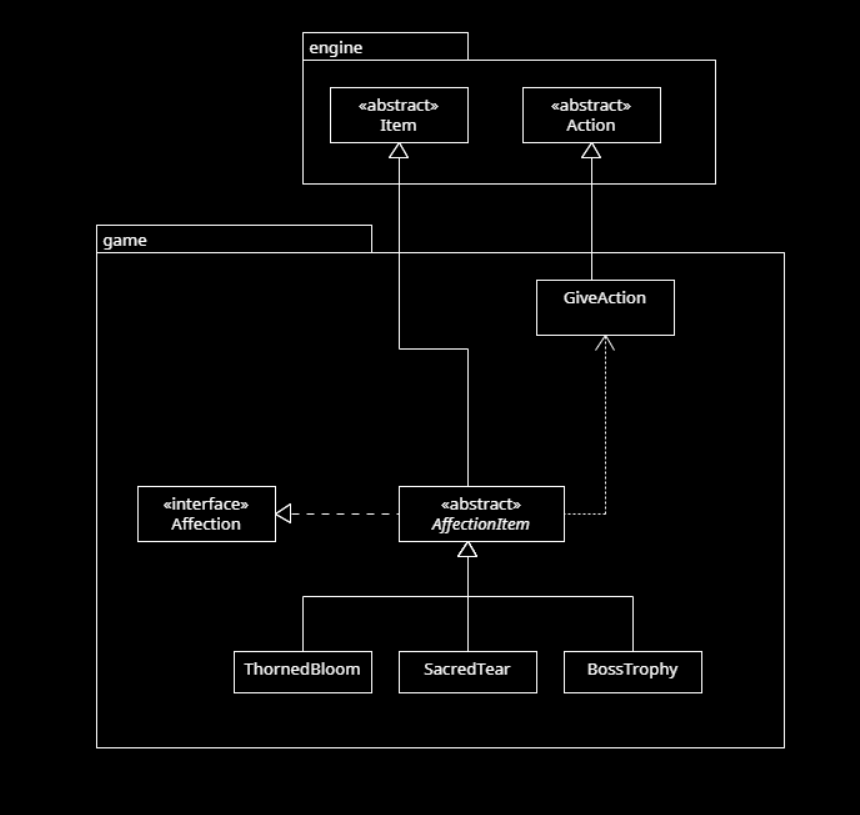 engine
«abstract»
Item
«abstract»
Action
game
GiveAction
«interface»
Affection
«abstract»
AffectionItem
ThornedBloom
SacredTear
BossTrophy